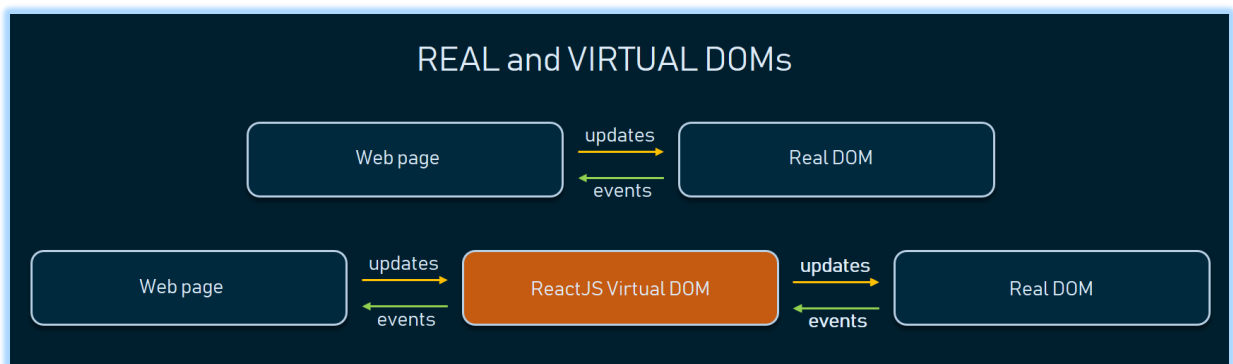 REAL and VIRTUAL DOMs
updates
Web page
Real DOM
events
updates
updates
Web page
ReactJS Virtual DOM
Real DOM
events
events